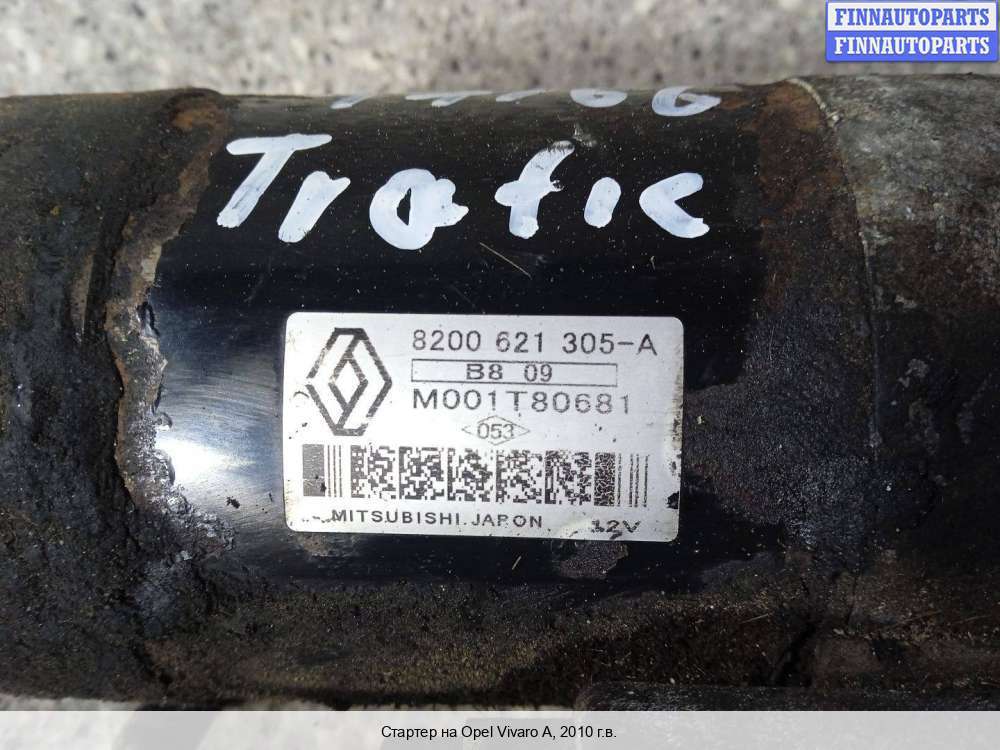 FINNAUTOPARTS
FINNAUTOPARTS
Trafic
8200 621 305-A
B8 09
M001T80681
053
MITSUBISHI.JAPON 12V
Стартер на Opel Vivaro A, 2010 г.в.